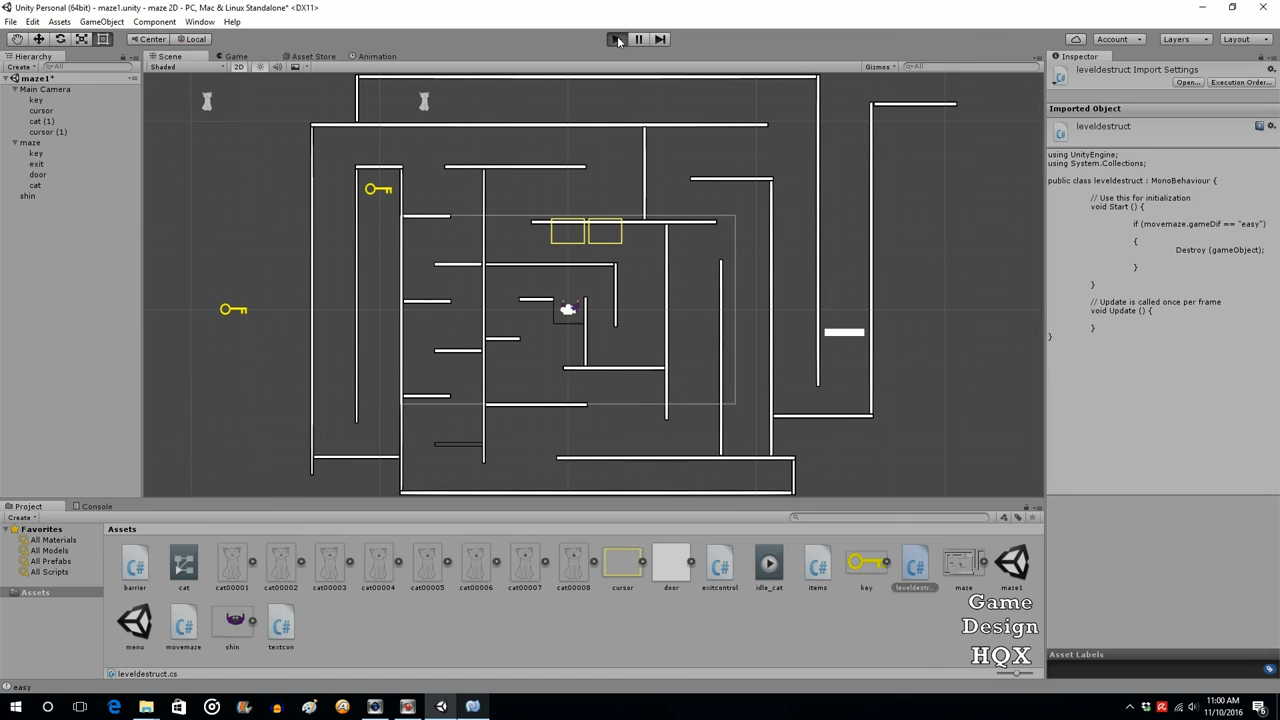 Unity Personal (64bit) - maze1.unity - maze 2D - PC, Mac & Linux Standalone* <DX11>
File Edit Assets GameObject Component Window Help
Center Local Account Layers Layout
Hierarchy Scene Game Asset Store Animation Inspector
Create All Shaded 2D Gizmos All
leveldestruct Import Settings
Open... Execution Order...
maze1*
Main Camera
key
cursor
cat (1)
cursor (1)
maze
key
exit
door
cat
shin
Imported Object
leveldestruct
using UnityEngine;
using System.Collections;
public class leveldestruct : MonoBehaviour {
// Use this for initialization
void Start () {
if (movemaze.gameDif == "easy")
{
Destroy (gameObject);
}
}
// Update is called once per frame
void Update () {
}
}
Project Console
Create
Favorites
All Materials
All Models
All Prefabs
All Scripts
Assets
Assets
barrier cat cat00002 cat00003 cat00004 cat00005 cat00006 cat00007 cat00008 cursor door exitcontrol idle_cat items key leveldestr... maze maze1
menu movemaze shin textcon
Game
Design
HQX
leveldestruct.cs
Asset Labels
easy
11:00 AM
11/10/2016